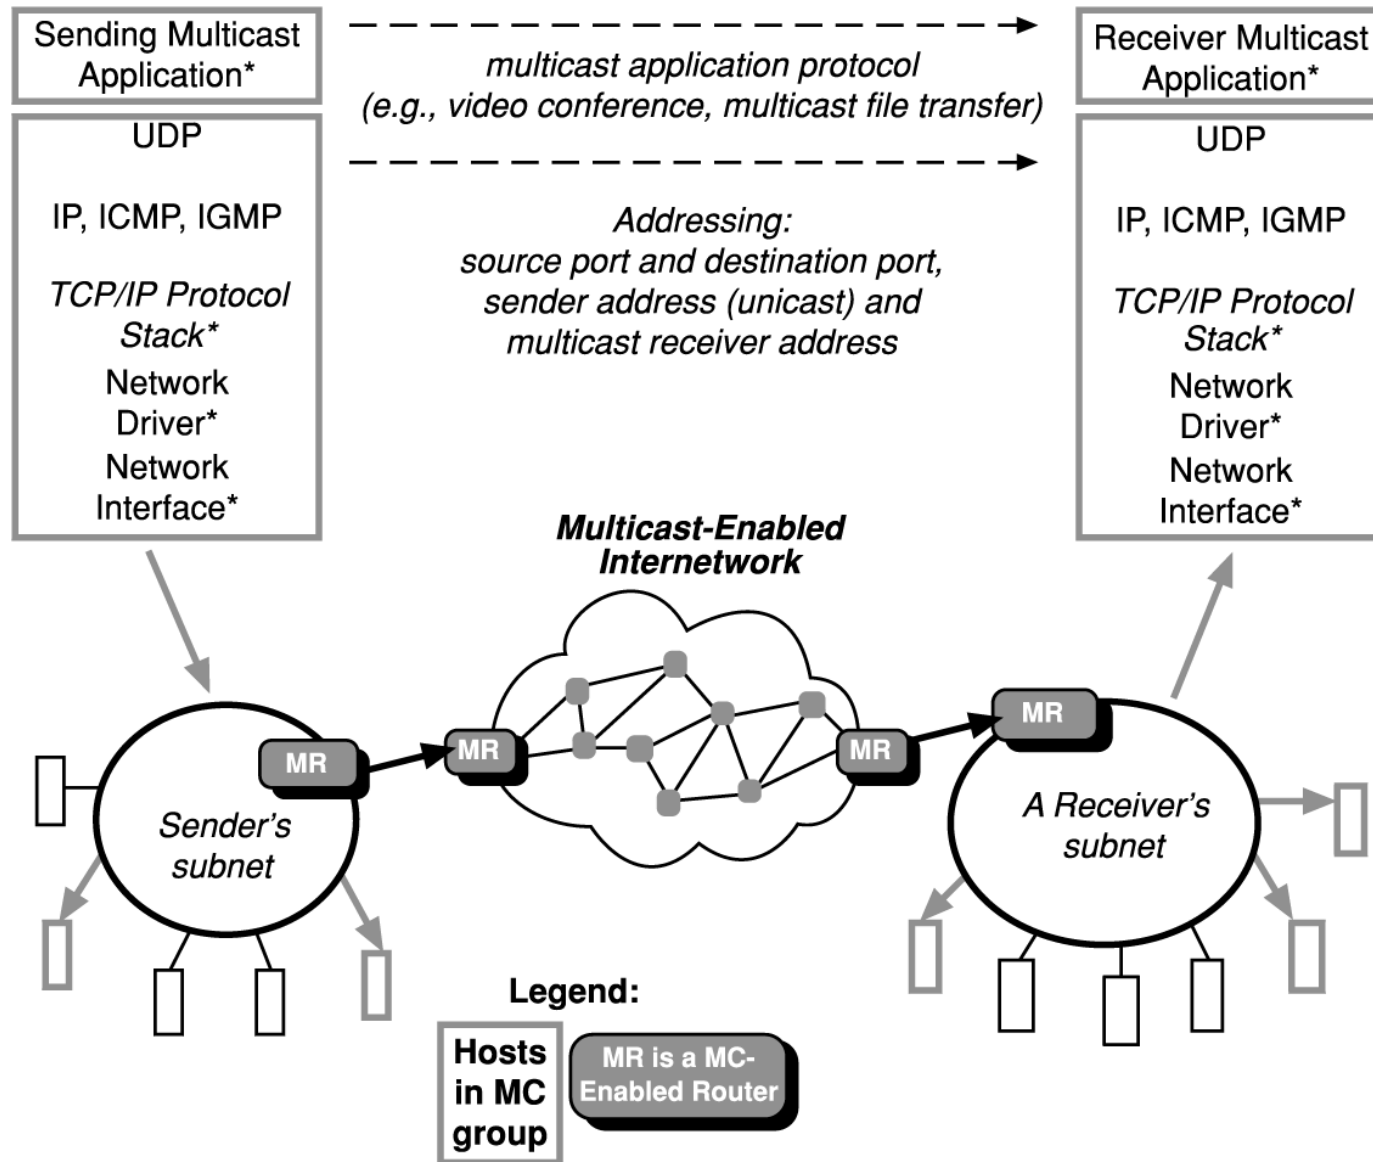 Sending Multicast
Application*
multicast application protocol
(e.g., video conference, multicast file transfer)
Receiver Multicast
Application*
UDP
IP, ICMP, IGMP
TCP/IP Protocol
Stack*
Network
Driver*
Network
Interface*
Addressing:
source port and destination port,
sender address (unicast) and
multicast receiver address
UDP
IP, ICMP, IGMP
TCP/IP Protocol
Stack*
Network
Driver*
Network
Interface*
Multicast-Enabled
Internetwork
MR
MR
MR
MR
Sender's
subnet
A Receiver's
subnet
Legend:
Hosts
in MC
group
MR is a MC-
Enabled Router